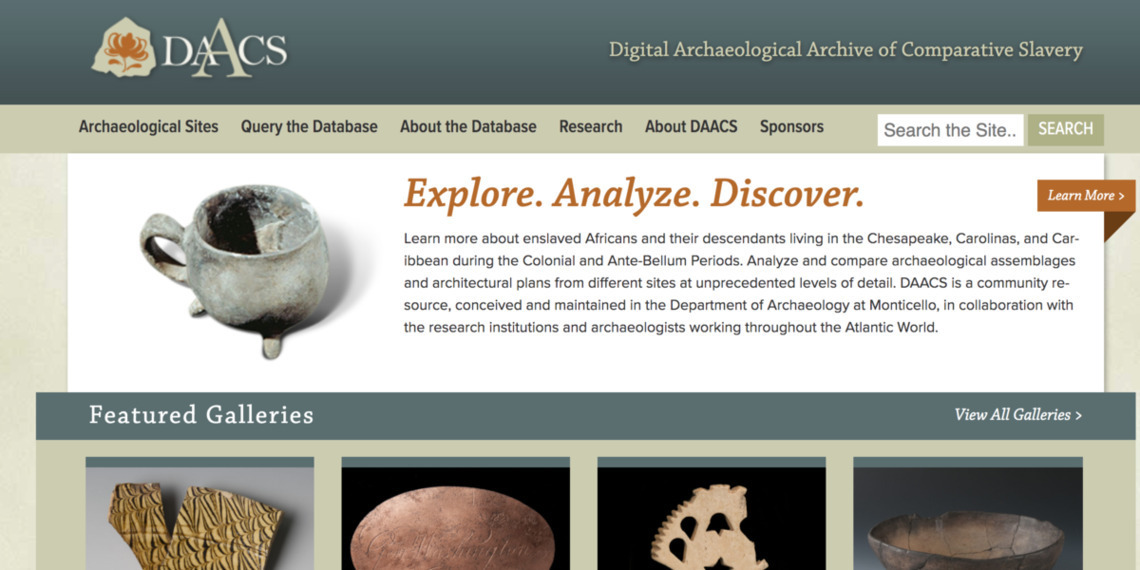 DAACS
Digital Archaeological Archive of Comparative Slavery
Archaeological Sites Query the Database About the Database Research About DAACS Sponsors Search the Site.. SEARCH
Explore. Analyze. Discover.
Learn More >
Learn more about enslaved Africans and their descendants living in the Chesapeake, Carolinas, and Car-
ibbean during the Colonial and Ante-Bellum Periods. Analyze and compare archaeological assemblages
and architectural plans from different sites at unprecedented levels of detail. DAACS is a community re-
source, conceived and maintained in the Department of Archaeology at Monticello, in collaboration with
the research institutions and archaeologists working throughout the Atlantic World.
Featured Galleries
View All Galleries >